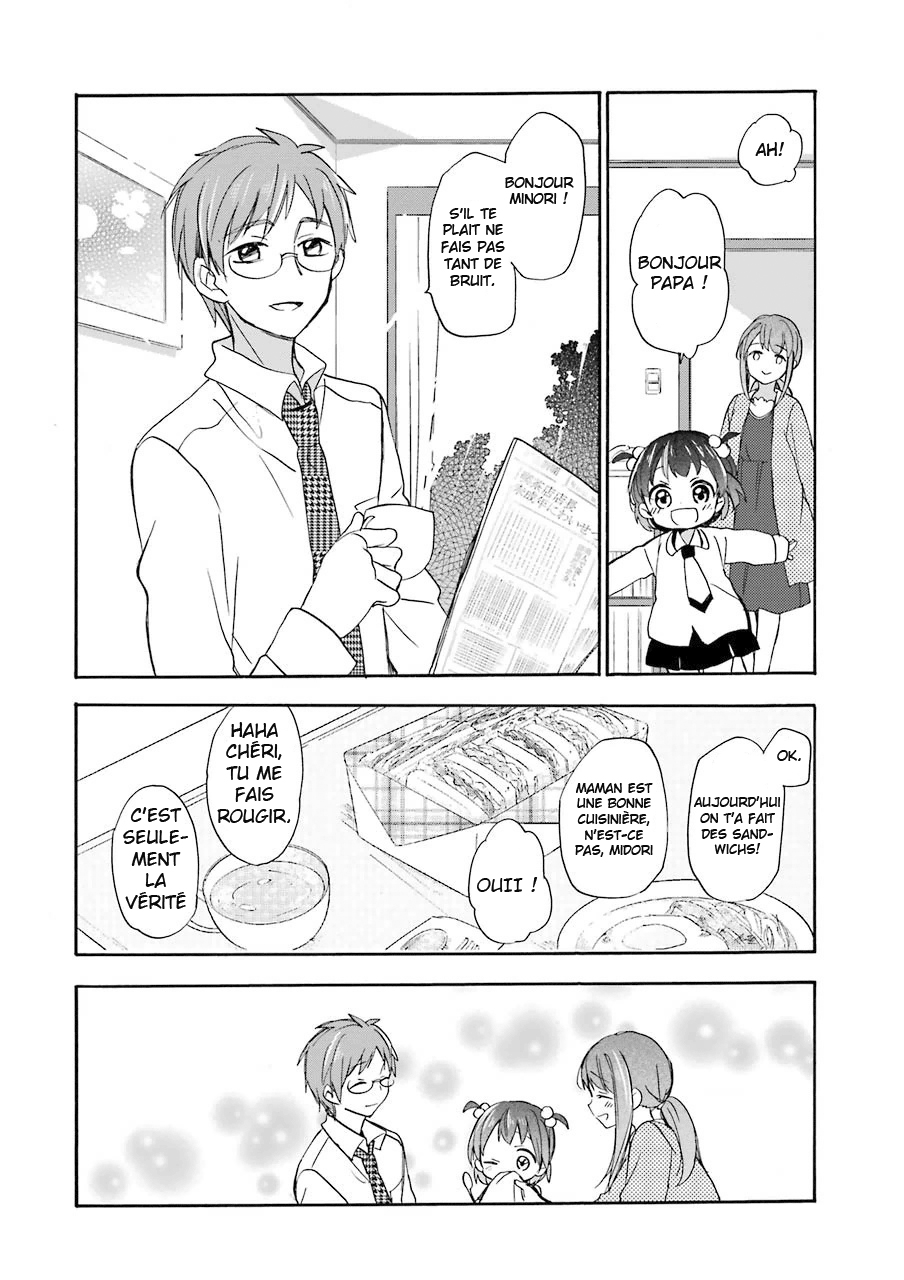 AH!
BONJOUR
PAPA !
BONJOUR
MINORI !
S'IL TE
PLAIT NE
FAIS PAS
TANT DE
BRUIT.
OK.
AUJOURD'HUI
ON T'A FAIT
DES SAND-
WICHS!
MAMAN EST
UNE BONNE
CUISINIÈRE,
N'EST-CE
PAS, MIDORI
OUII !
HAHA
CHÉRI,
TU ME
FAIS
ROUGIR.
C'EST
SEULE-
MENT
LA
VÉRITÉ